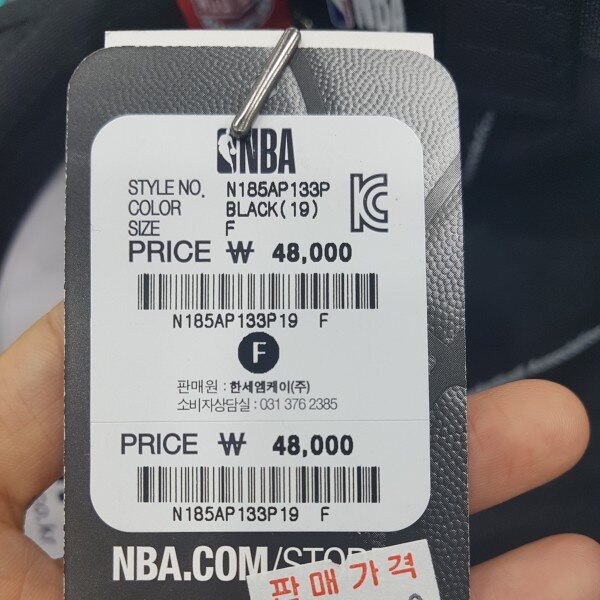 NBA
STYLE NO. N185AP133P
COLOR BLACK(19)
SIZE F
PRICE ₩ 48,000
N185AP133P19 F
F
판매원 : 한세엠케이(주)
소비자상담실 : 031 376 2385
PRICE ₩ 48,000
N185AP133P19 F
NBA.COM/STORE
판매가격